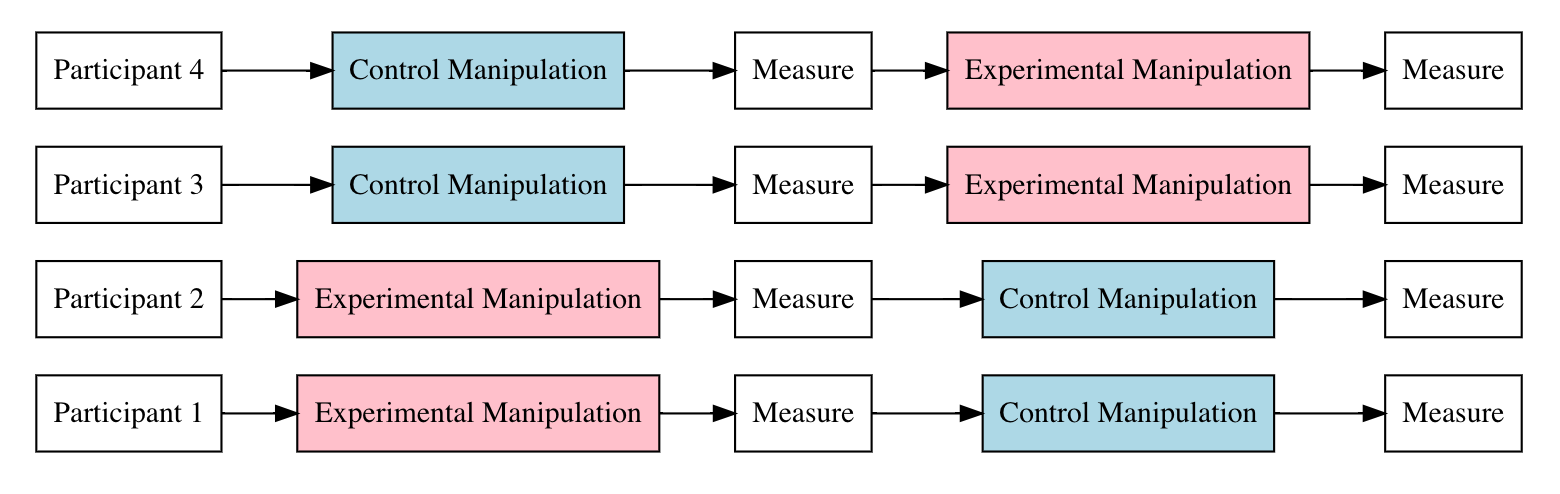 Participant 4 Control Manipulation Measure Experimental Manipulation Measure
Participant 3 Control Manipulation Measure Experimental Manipulation Measure
Participant 2 Experimental Manipulation Measure Control Manipulation Measure
Participant 1 Experimental Manipulation Measure Control Manipulation Measure